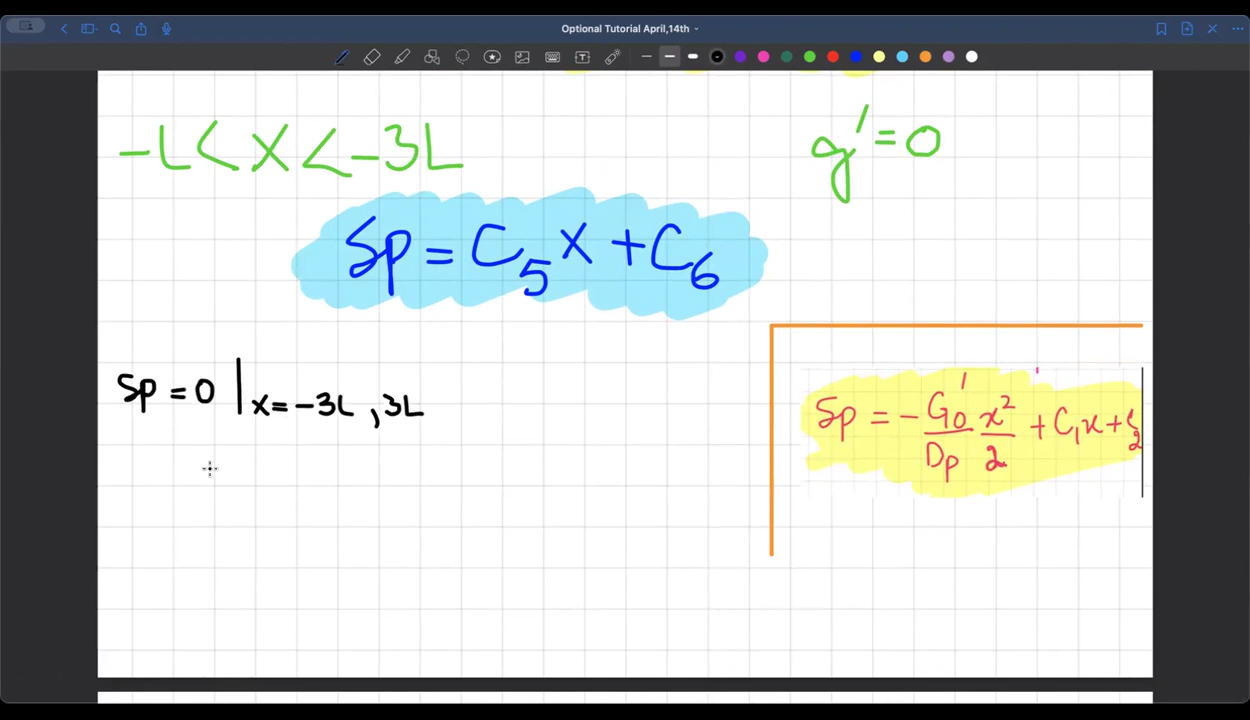 Optional Tutorial April,14th
-L < X < -3L
g' = 0
Sp = C₅ X + C₆
Sp = 0 | x = -3L , 3L
Sp = - G₀' / Dp x² / 2 + C₁x + C₂